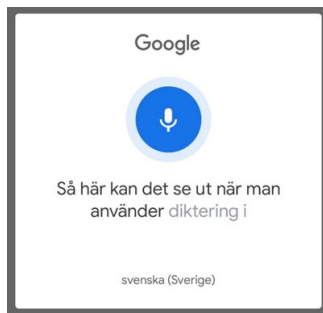 Google
Så här kan det se ut när man
använder diktering i
svenska (Sverige)